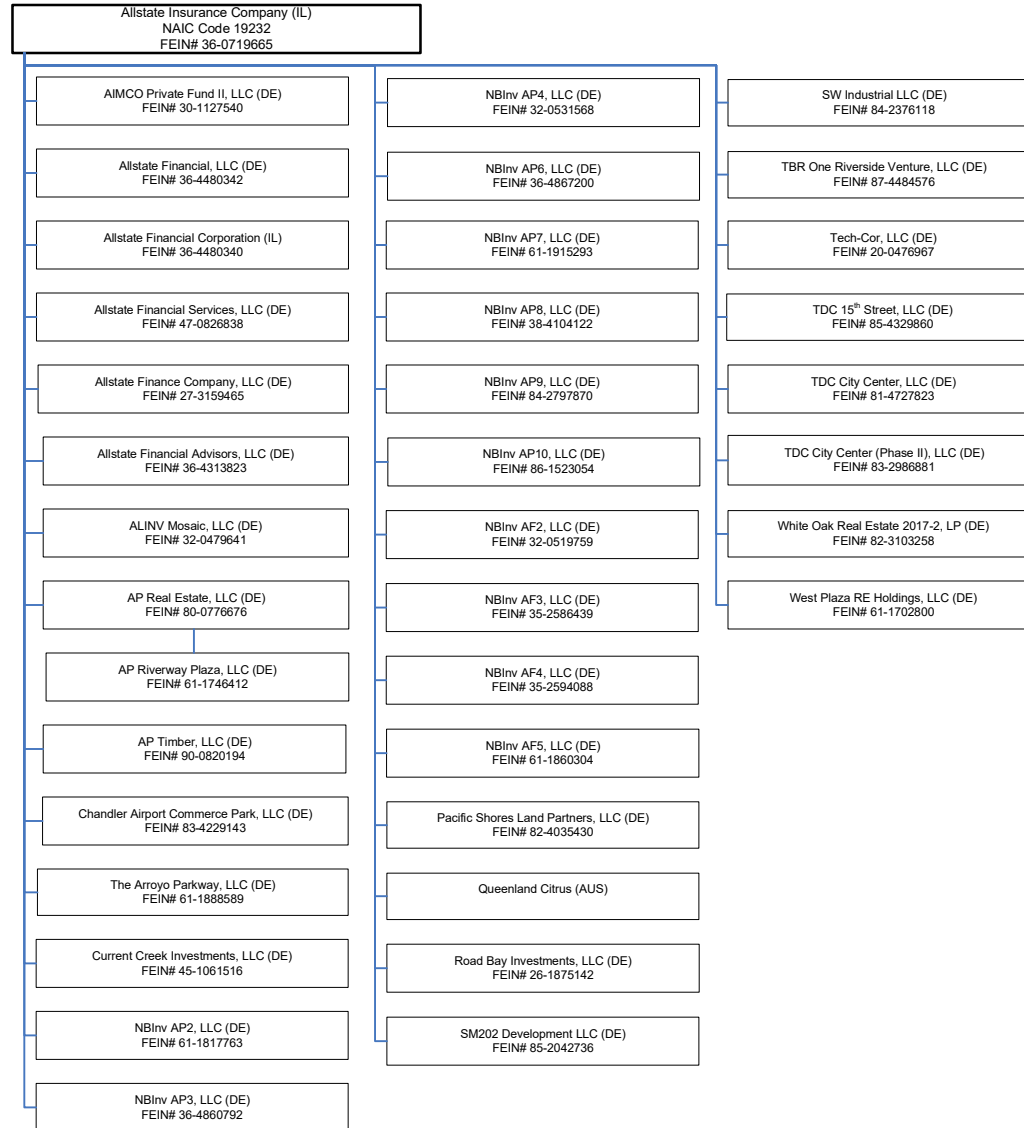 Allstate Insurance Company (IL)
NAIC Code 19232
FEIN# 36-0719665
AIMCO Private Fund II, LLC (DE)
FEIN# 30-1127540
Allstate Financial, LLC (DE)
FEIN# 36-4480342
Allstate Financial Corporation (IL)
FEIN# 36-4480340
Allstate Financial Services, LLC (DE)
FEIN# 47-0826838
Allstate Finance Company, LLC (DE)
FEIN# 27-3159465
Allstate Financial Advisors, LLC (DE)
FEIN# 36-4313823
ALINV Mosaic, LLC (DE)
FEIN# 32-0479641
AP Real Estate, LLC (DE)
FEIN# 80-0776676
AP Riverway Plaza, LLC (DE)
FEIN# 61-1746412
AP Timber, LLC (DE)
FEIN# 90-0820194
Chandler Airport Commerce Park, LLC (DE)
FEIN# 83-4229143
The Arroyo Parkway, LLC (DE)
FEIN# 61-1888589
Current Creek Investments, LLC (DE)
FEIN# 45-1061516
NBInv AP2, LLC (DE)
FEIN# 61-1817763
NBInv AP3, LLC (DE)
FEIN# 36-4860792
NBInv AP4, LLC (DE)
FEIN# 32-0531568
NBInv AP6, LLC (DE)
FEIN# 36-4867200
NBInv AP7, LLC (DE)
FEIN# 61-1915293
NBInv AP8, LLC (DE)
FEIN# 38-4104122
NBInv AP9, LLC (DE)
FEIN# 84-2797870
NBInv AP10, LLC (DE)
FEIN# 86-1523054
NBInv AF2, LLC (DE)
FEIN# 32-0519759
NBInv AF3, LLC (DE)
FEIN# 35-2586439
NBInv AF4, LLC (DE)
FEIN# 35-2594088
NBInv AF5, LLC (DE)
FEIN# 61-1860304
Pacific Shores Land Partners, LLC (DE)
FEIN# 82-4035430
Queenland Citrus (AUS)
Road Bay Investments, LLC (DE)
FEIN# 26-1875142
SM202 Development LLC (DE)
FEIN# 85-2042736
SW Industrial LLC (DE)
FEIN# 84-2376118
TBR One Riverside Venture, LLC (DE)
FEIN# 87-4484576
Tech-Cor, LLC (DE)
FEIN# 20-0476967
TDC 15th Street, LLC (DE)
FEIN# 85-4329860
TDC City Center, LLC (DE)
FEIN# 81-4727823
TDC City Center (Phase II), LLC (DE)
FEIN# 83-2986881
White Oak Real Estate 2017-2, LP (DE)
FEIN# 82-3103258
West Plaza RE Holdings, LLC (DE)
FEIN# 61-1702800